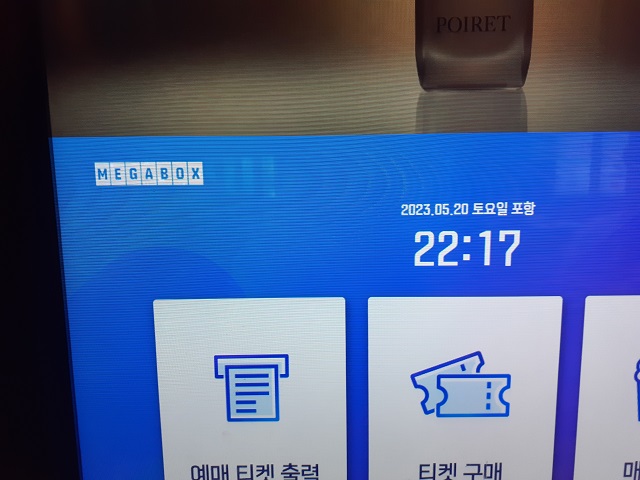 POIRET
MEGABOX
2023.05.20 토요일 포항
22:17
예매 티켓 출력
티켓 구매
매